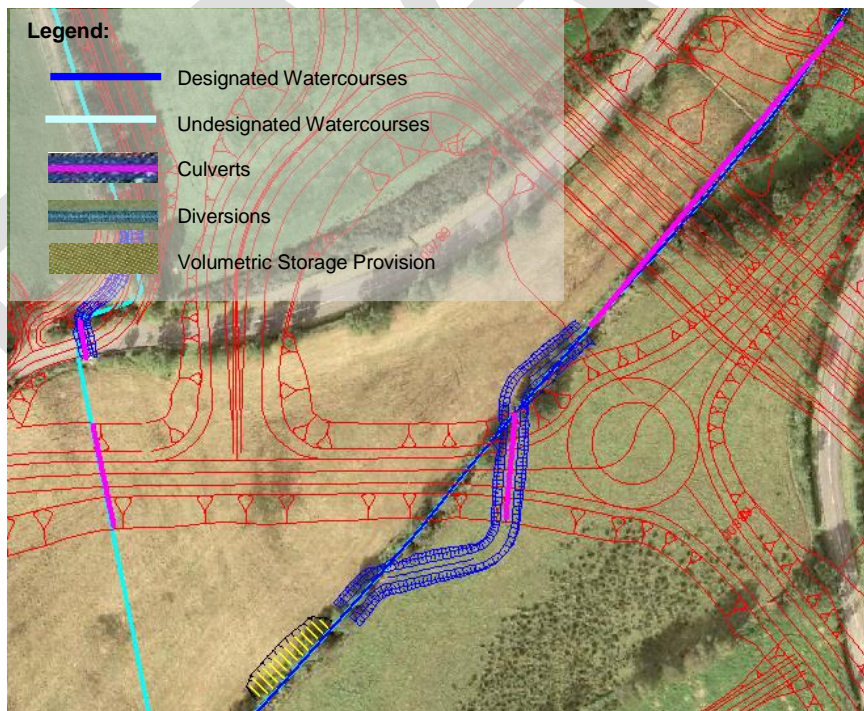 Legend:
Designated Watercourses
Undesignated Watercourses
Culverts
Diversions
Volumetric Storage Provision